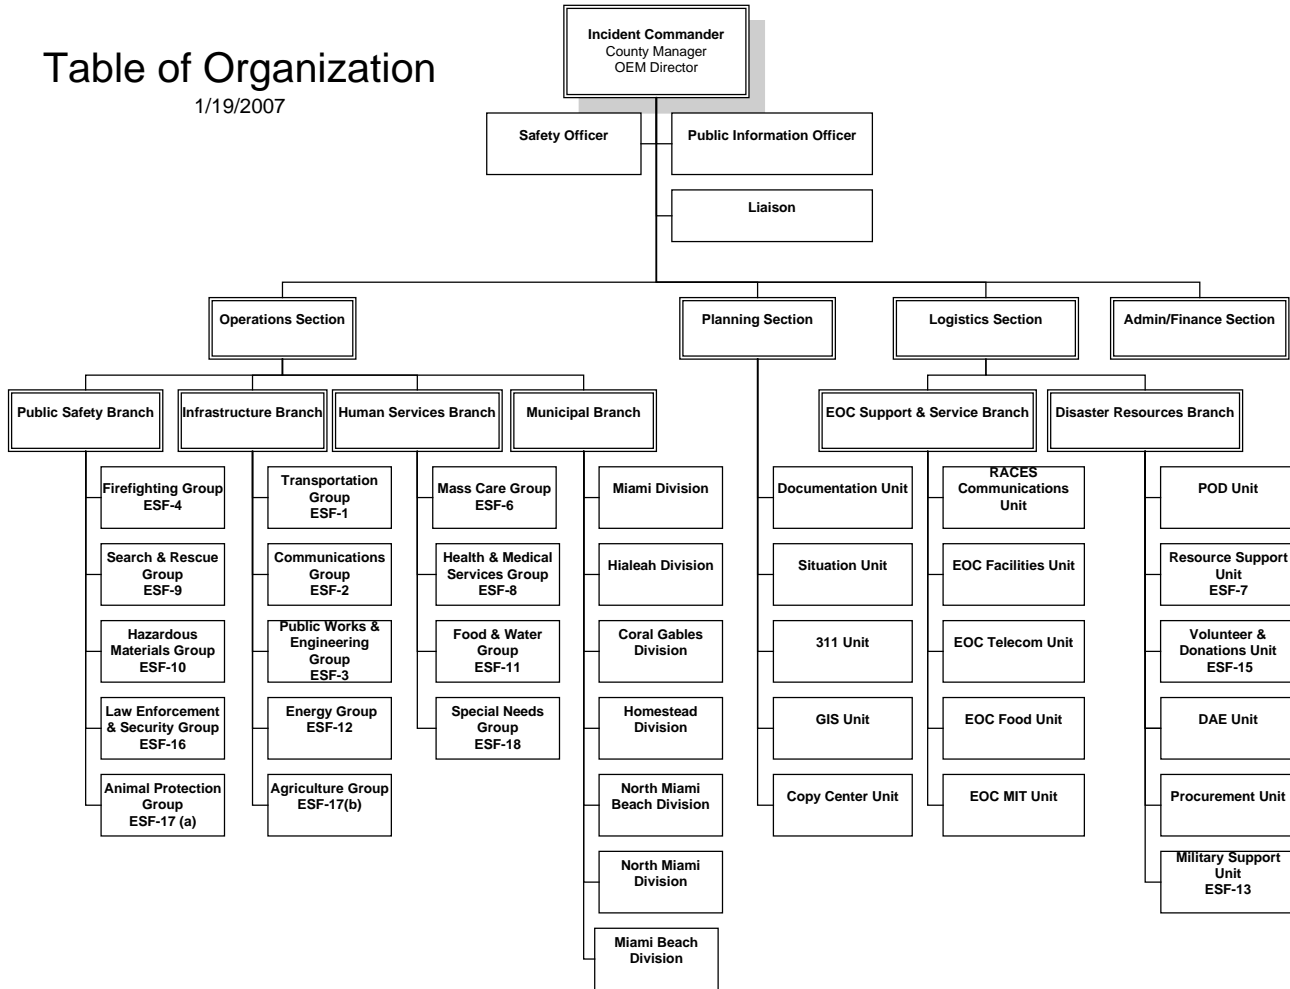 Table of Organization
1/19/2007
Incident Commander
County Manager
OEM Director
Safety Officer
Public Information Officer
Liaison
Operations Section
Planning Section
Logistics Section
Admin/Finance Section
Public Safety Branch
Infrastructure Branch
Human Services Branch
Municipal Branch
EOC Support & Service Branch
Disaster Resources Branch
Firefighting Group
ESF-4
Search & Rescue
Group
ESF-9
Hazardous
Materials Group
ESF-10
Law Enforcement
& Security Group
ESF-16
Animal Protection
Group
ESF-17 (a)
Transportation
Group
ESF-1
Communications
Group
ESF-2
Public Works &
Engineering
Group
ESF-3
Energy Group
ESF-12
Agriculture Group
ESF-17(b)
Mass Care Group
ESF-6
Health & Medical
Services Group
ESF-8
Food & Water
Group
ESF-11
Special Needs
Group
ESF-18
Miami Division
Hialeah Division
Coral Gables
Division
Homestead
Division
North Miami
Beach Division
North Miami
Division
Miami Beach
Division
Documentation Unit
Situation Unit
311 Unit
GIS Unit
Copy Center Unit
RACES
Communications
Unit
EOC Facilities Unit
EOC Telecom Unit
EOC Food Unit
EOC MIT Unit
POD Unit
Resource Support
Unit
ESF-7
Volunteer &
Donations Unit
ESF-15
DAE Unit
Procurement Unit
Military Support
Unit
ESF-13